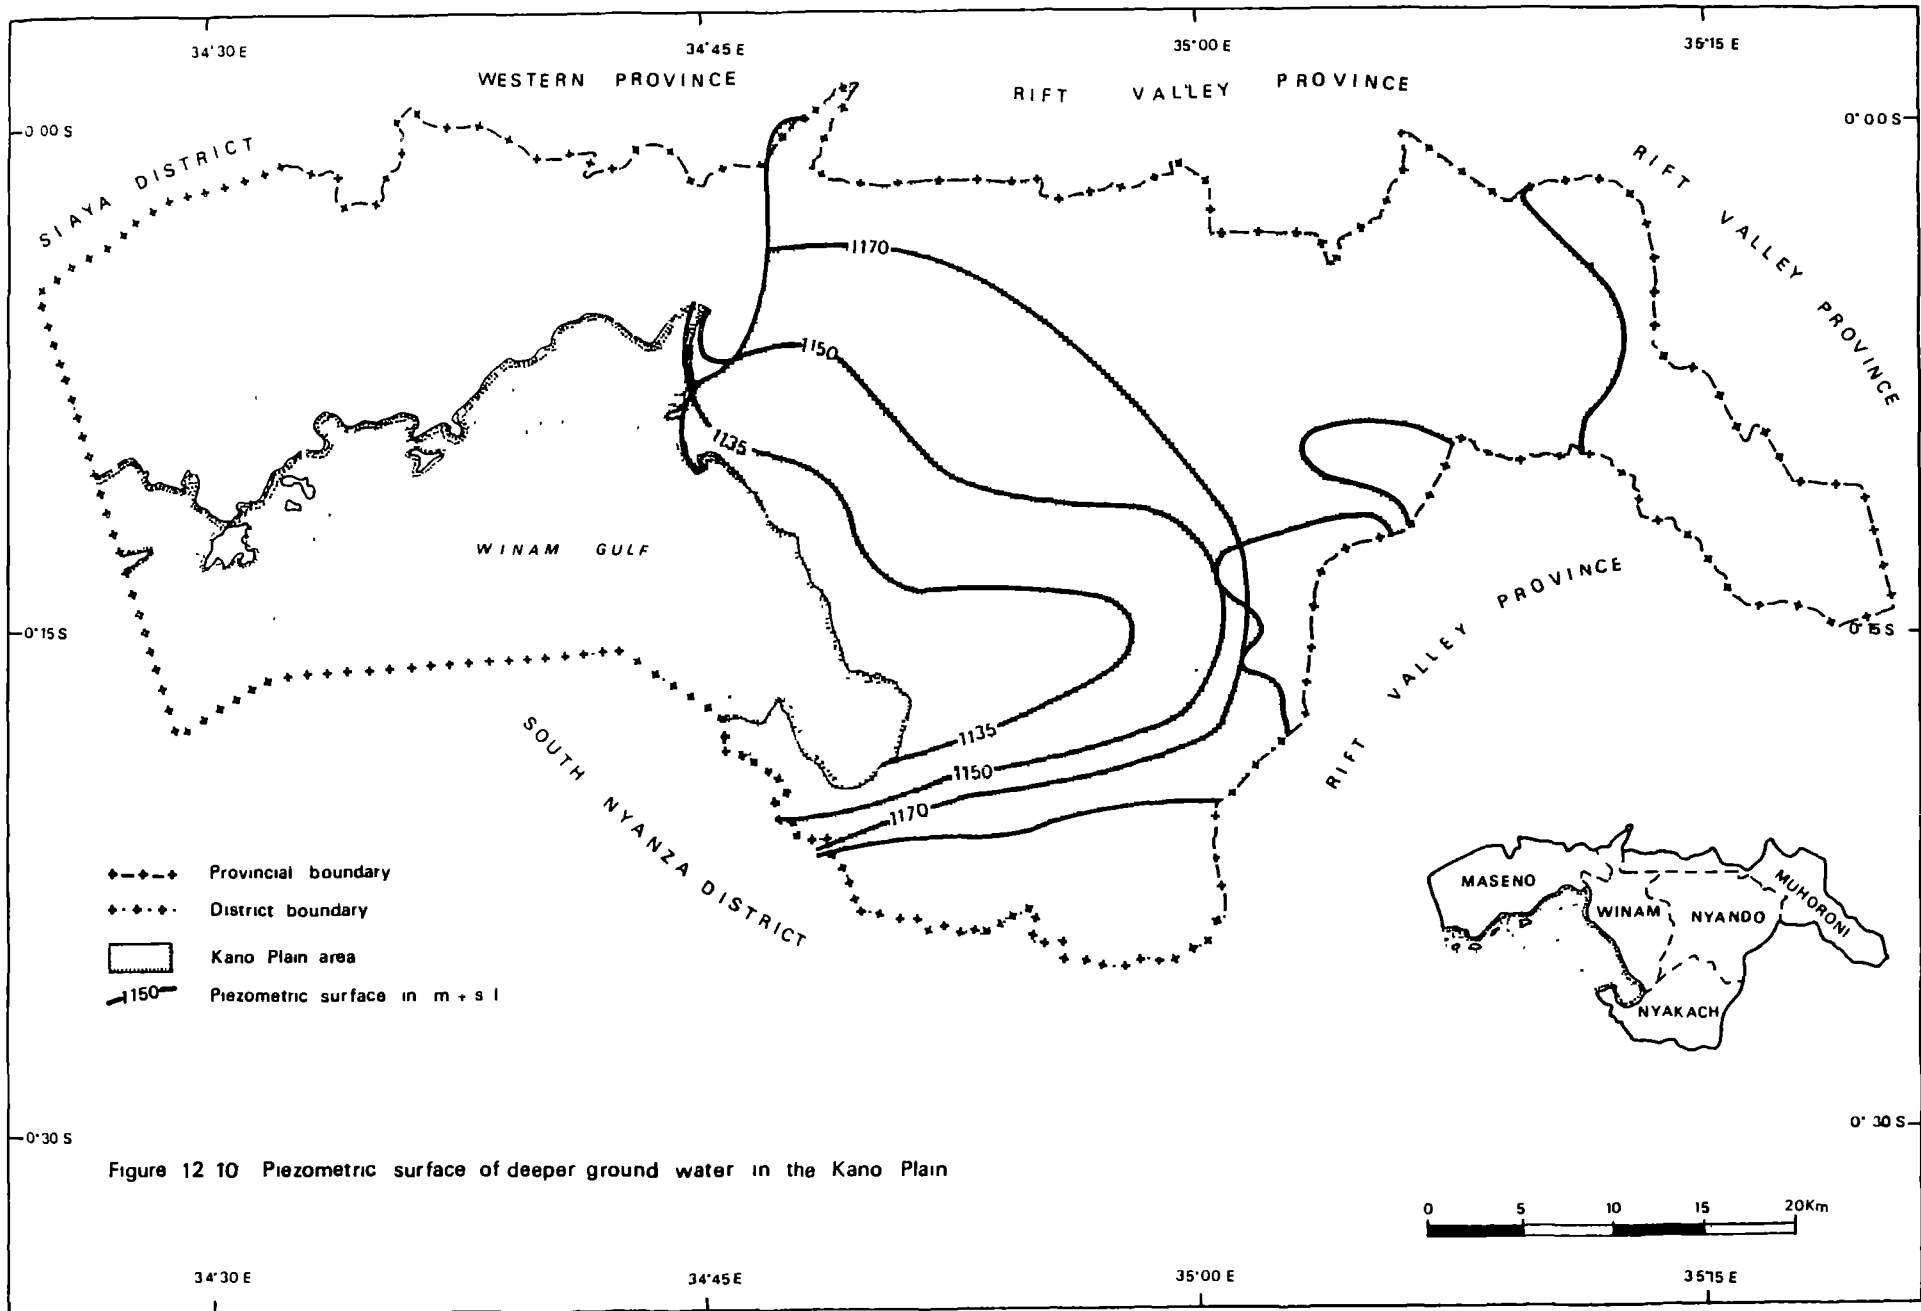 34°30 E
34°45 E
35°00 E
35°15 E
WESTERN PROVINCE
RIFT VALLEY PROVINCE
0 00 S
0°00 S
SIAYA DISTRICT
RIFT VALLEY PROVINCE
1170
1150
1135
WINAM GULF
RIFT VALLEY PROVINCE
0°15 S
0°15 S
1135
1150
1170
SOUTH NYANZA DISTRICT
Provincial boundary
District boundary
Kano Plain area
1150
Piezometric surface in m + s l
MASENO
MUHORONI
WINAM
NYANDO
NYAKACH
0°30 S
0° 30 S
Figure 12 10 Piezometric surface of deeper ground water in the Kano Plain
0 5 10 15 20Km
34°30 E
34°45 E
35°00 E
35°15 E